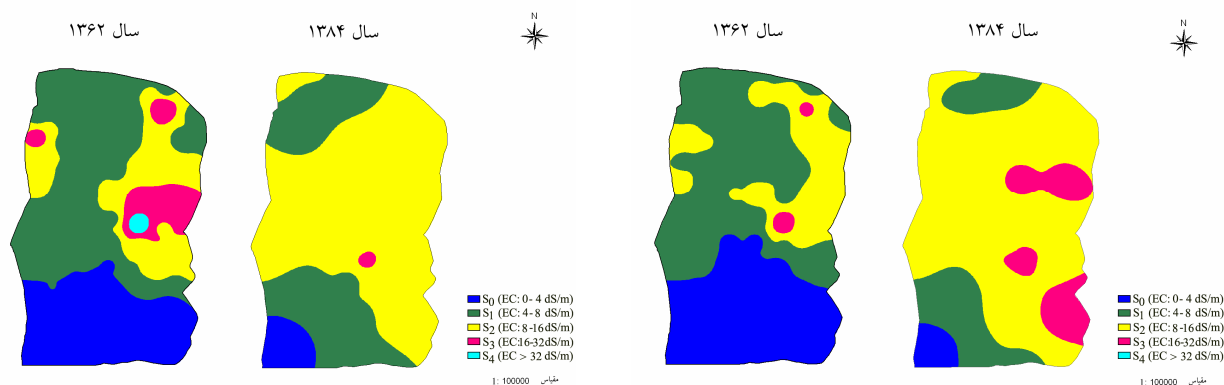 سال ۱۳۶۲
سال ۱۳۸۴
N
S0 (EC: 0- 4 dS/m)
S1 (EC: 4-8 dS/m)
S2 (EC: 8-16dS/m)
S3 (EC:16-32dS/m)
S4 (EC > 32 dS/m)
مقیاس 1: 100000
سال ۱۳۶۲
سال ۱۳۸۴
N
S0 (EC: 0- 4 dS/m)
S1 (EC: 4-8 dS/m)
S2 (EC: 8-16dS/m)
S3 (EC:16-32dS/m)
S4 (EC > 32 dS/m)
مقیاس 1: 100000